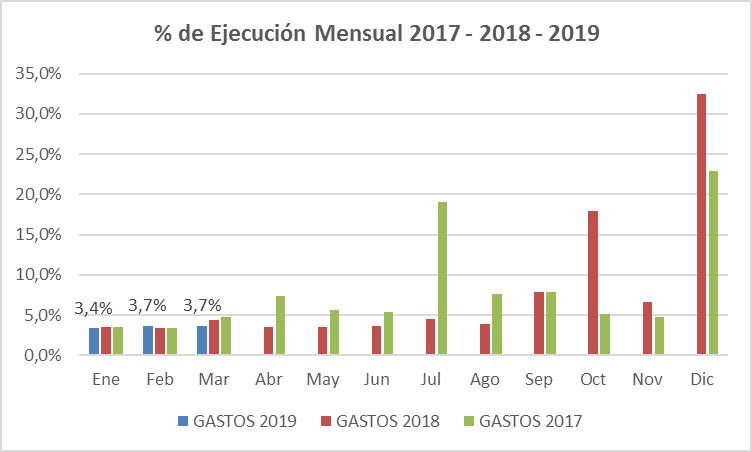 % de Ejecución Mensual 2017 - 2018 - 2019
35,0%
30,0%
25,0%
20,0%
15,0%
10,0%
5,0%
0,0%
3,4% 3,7% 3,7%
Ene Feb Mar Abr May Jun Jul Ago Sep Oct Nov Dic
GASTOS 2019 GASTOS 2018 GASTOS 2017